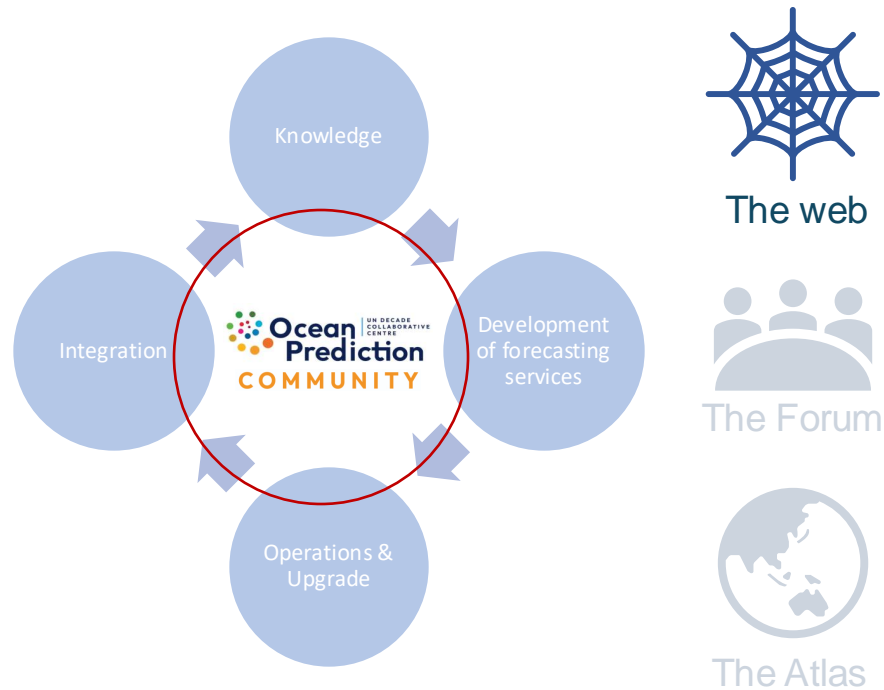 Knowledge
The web
Integration
Ocean
Prediction
COMMUNITY
UN DECADE
COLLABORATIVE
CENTRE
Development
of forecasting
services
The Forum
Operations &
Upgrade
The Atlas